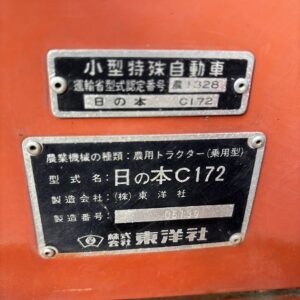 小型特殊自動車
運輸省型式認定番号 農1328
日の本 C172
農業機械の種類：農用トラクター(乗用型)
型式名：日の本C172
製造会社：(株)東洋社
製造番号：
株式会社 東洋社